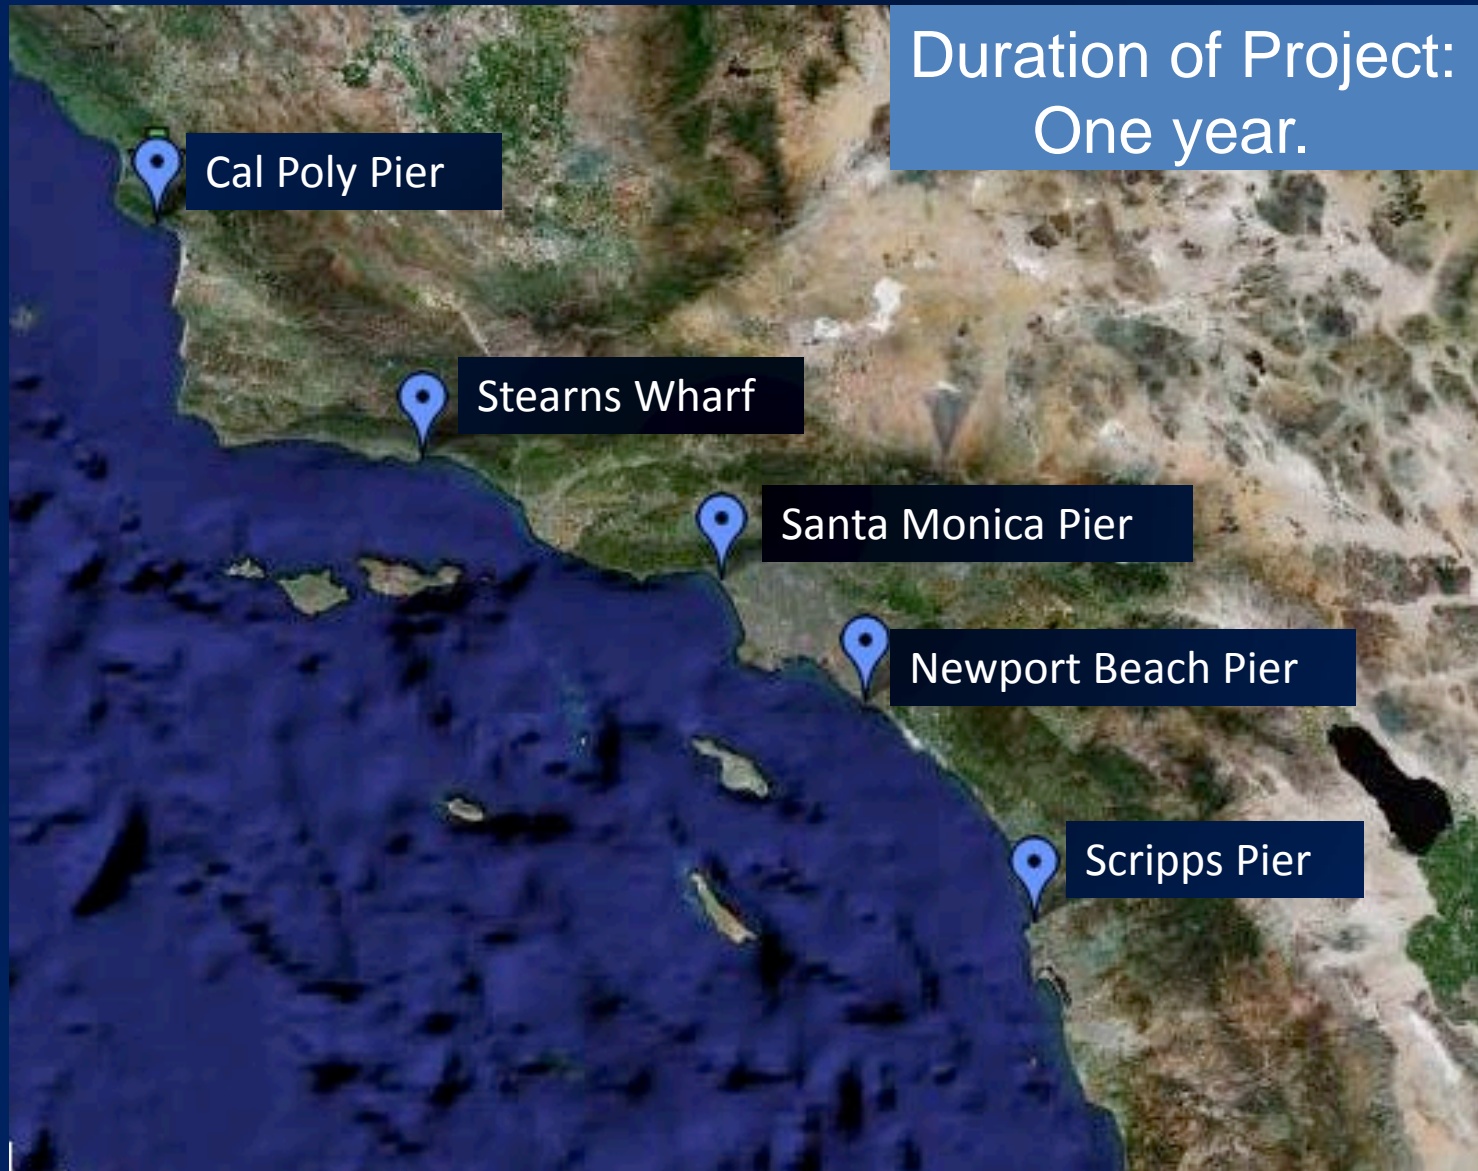 Duration of Project:
One year.
Cal Poly Pier
Stearns Wharf
Santa Monica Pier
Newport Beach Pier
Scripps Pier